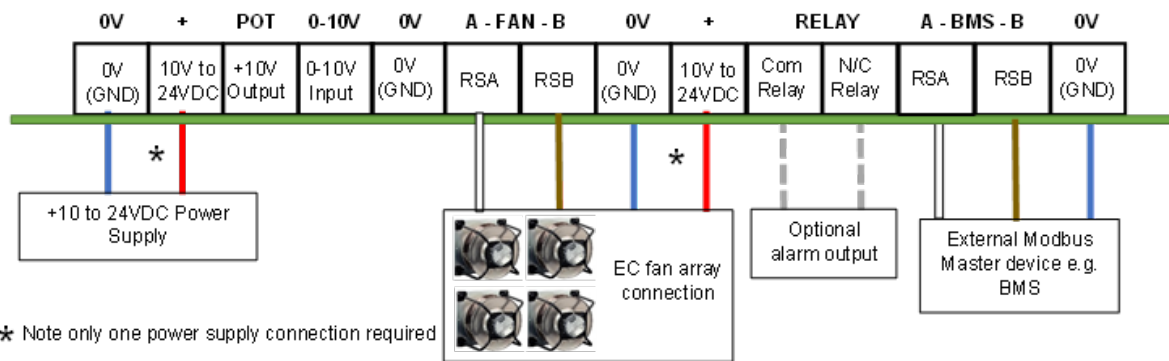 0V + POT 0-10V 0V A - FAN - B 0V + RELAY A - BMS - B 0V
0V (GND)
10V to 24VDC
+10V Output
0-10V Input
0V (GND)
RSA
RSB
0V (GND)
10V to 24VDC
Com Relay
N/C Relay
RSA
RSB
0V (GND)
*
*
+10 to 24VDC Power
Supply
EC fan array
connection
Optional
alarm output
External Modbus
Master device e.g.
BMS
* Note only one power supply connection required